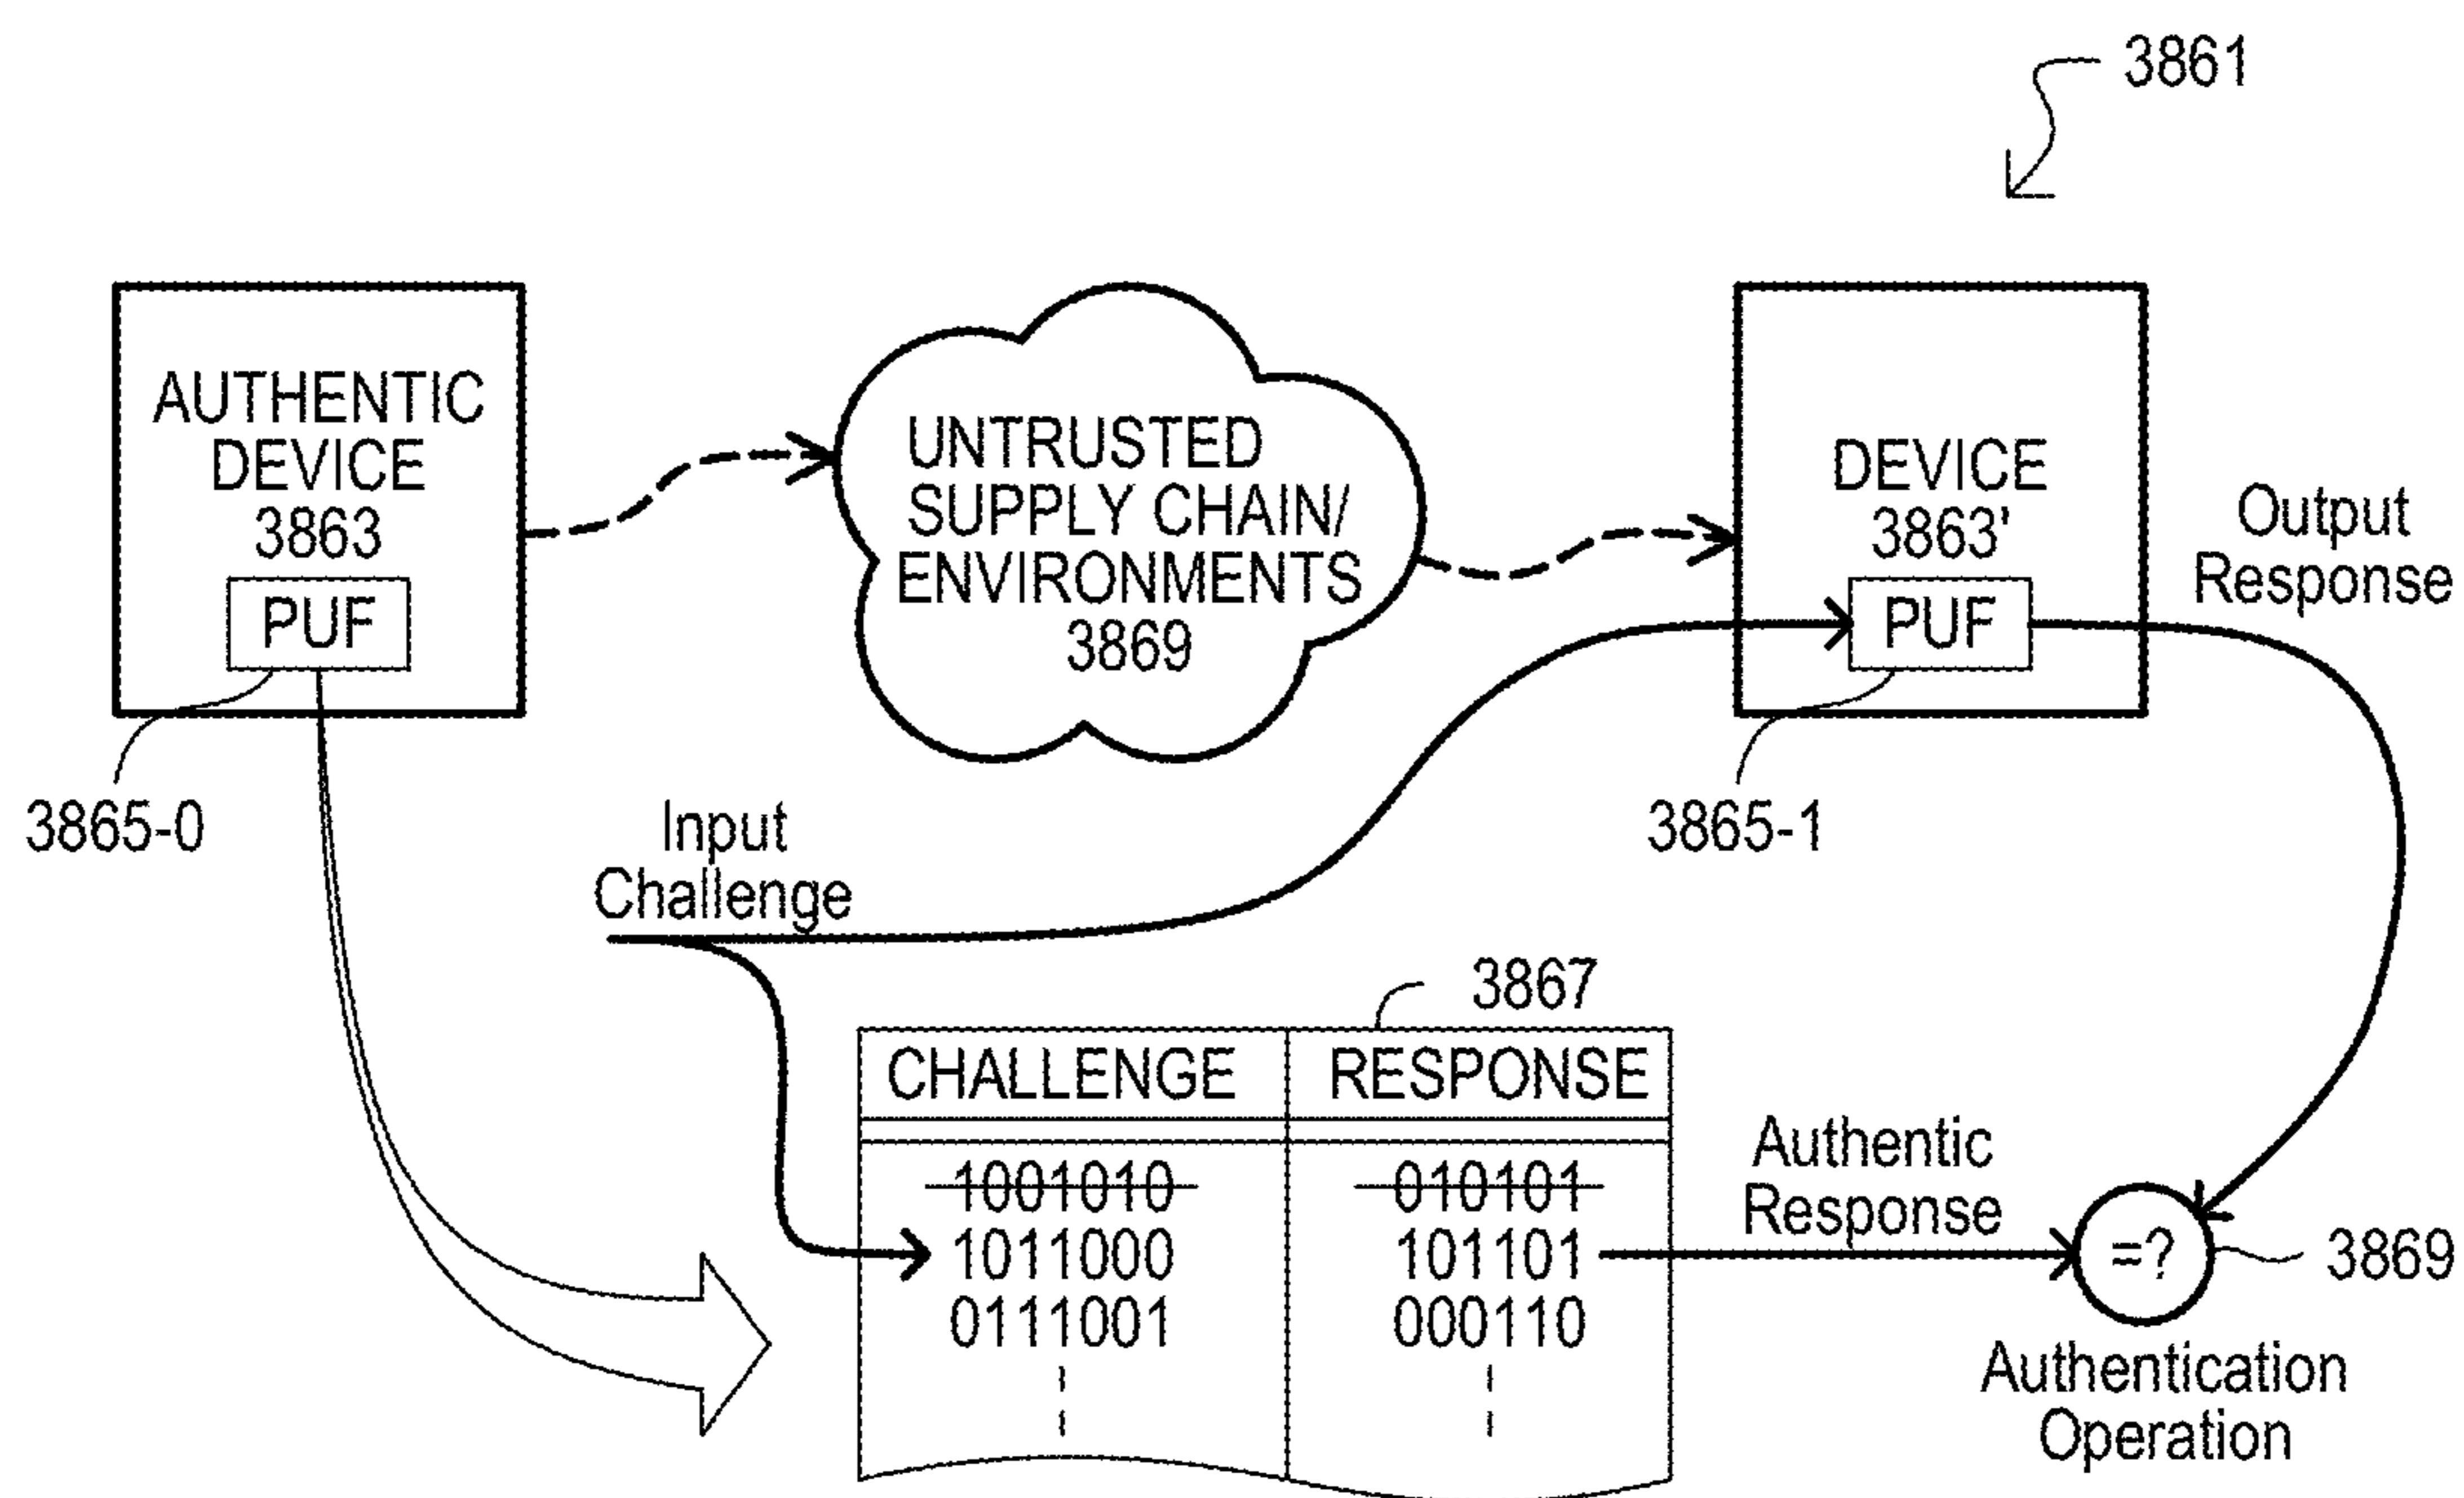 3861
AUTHENTIC
DEVICE
3863
PUF
3865-0
UNTRUSTED
SUPPLY CHAIN/
ENVIRONMENTS
3869
DEVICE
3863'
PUF
3865-1
Output
Response
Input
Challenge
3867
CHALLENGE RESPONSE
1001010 010101
1011000 101101
0111001 000110
Authentic
Response
=?
3869
Authentication
Operation